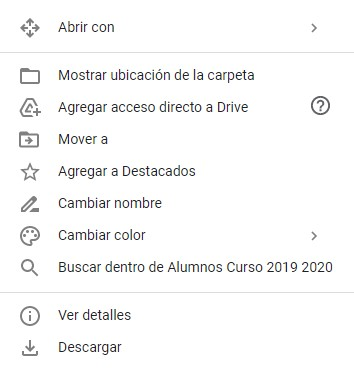 Abrir con
Mostrar ubicación de la carpeta
Agregar acceso directo a Drive
Mover a
Agregar a Destacados
Cambiar nombre
Cambiar color
Buscar dentro de Alumnos Curso 2019 2020
Ver detalles
Descargar